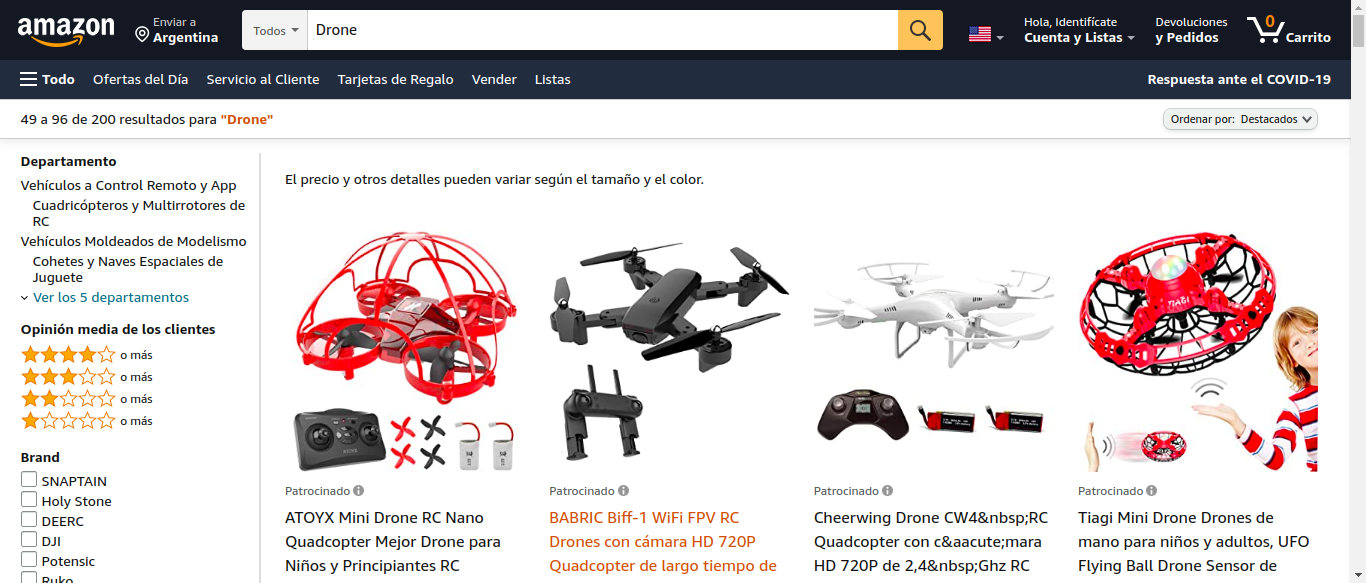 amazon
Enviar a
Argentina
Todos
Drone
Hola, Identifícate
Cuenta y Listas
Devoluciones
y Pedidos
0
Carrito
Todo
Ofertas del Día
Servicio al Cliente
Tarjetas de Regalo
Vender
Listas
Respuesta ante el COVID-19
49 a 96 de 200 resultados para "Drone"
Ordenar por: Destacados
Departamento
Vehículos a Control Remoto y App
Cuadricópteros y Multirrotores de
RC
Vehículos Moldeados de Modelismo
Cohetes y Naves Espaciales de
Juguete
Ver los 5 departamentos
Opinión media de los clientes
o más
o más
o más
o más
Brand
SNAPTAIN
Holy Stone
DEERC
DJI
Potensic
Ruko
El precio y otros detalles pueden variar según el tamaño y el color.
TIAGI
Patrocinado
ATOYX Mini Drone RC Nano
Quadcopter Mejor Drone para
Niños y Principiantes RC
Patrocinado
BABRIC Biff-1 WiFi FPV RC
Drones con cámara HD 720P
Quadcopter de largo tiempo de
Patrocinado
Cheerwing Drone CW4&nbsp;RC
Quadcopter con c&aacute;mara
HD 720P de 2,4&nbsp;Ghz RC
Patrocinado
Tiagi Mini Drone Drones de
mano para niños y adultos, UFO
Flying Ball Drone Sensor de